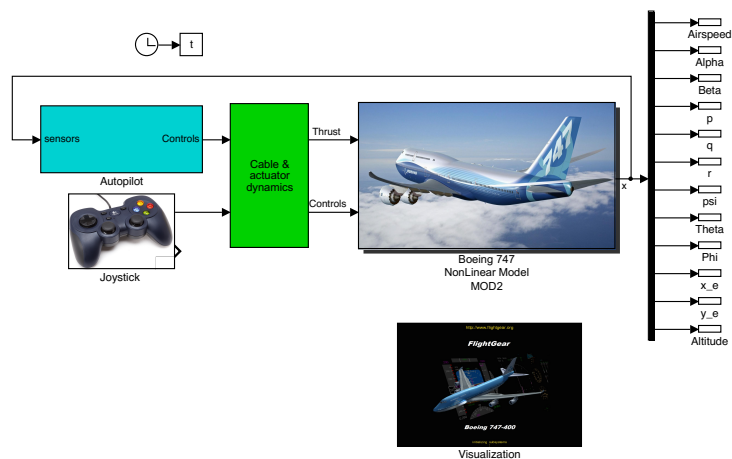 t
Airspeed
Alpha
Beta
p
q
r
psi
Theta
Phi
x_e
y_e
Altitude
sensors
Controls
Autopilot
Cable &
actuator
dynamics
Thrust
Controls
Joystick
747
BOEING
x
Boeing 747
NonLinear Model
MOD2
http://www.flightgear.org
FlightGear
Boeing 747-400
Visualization